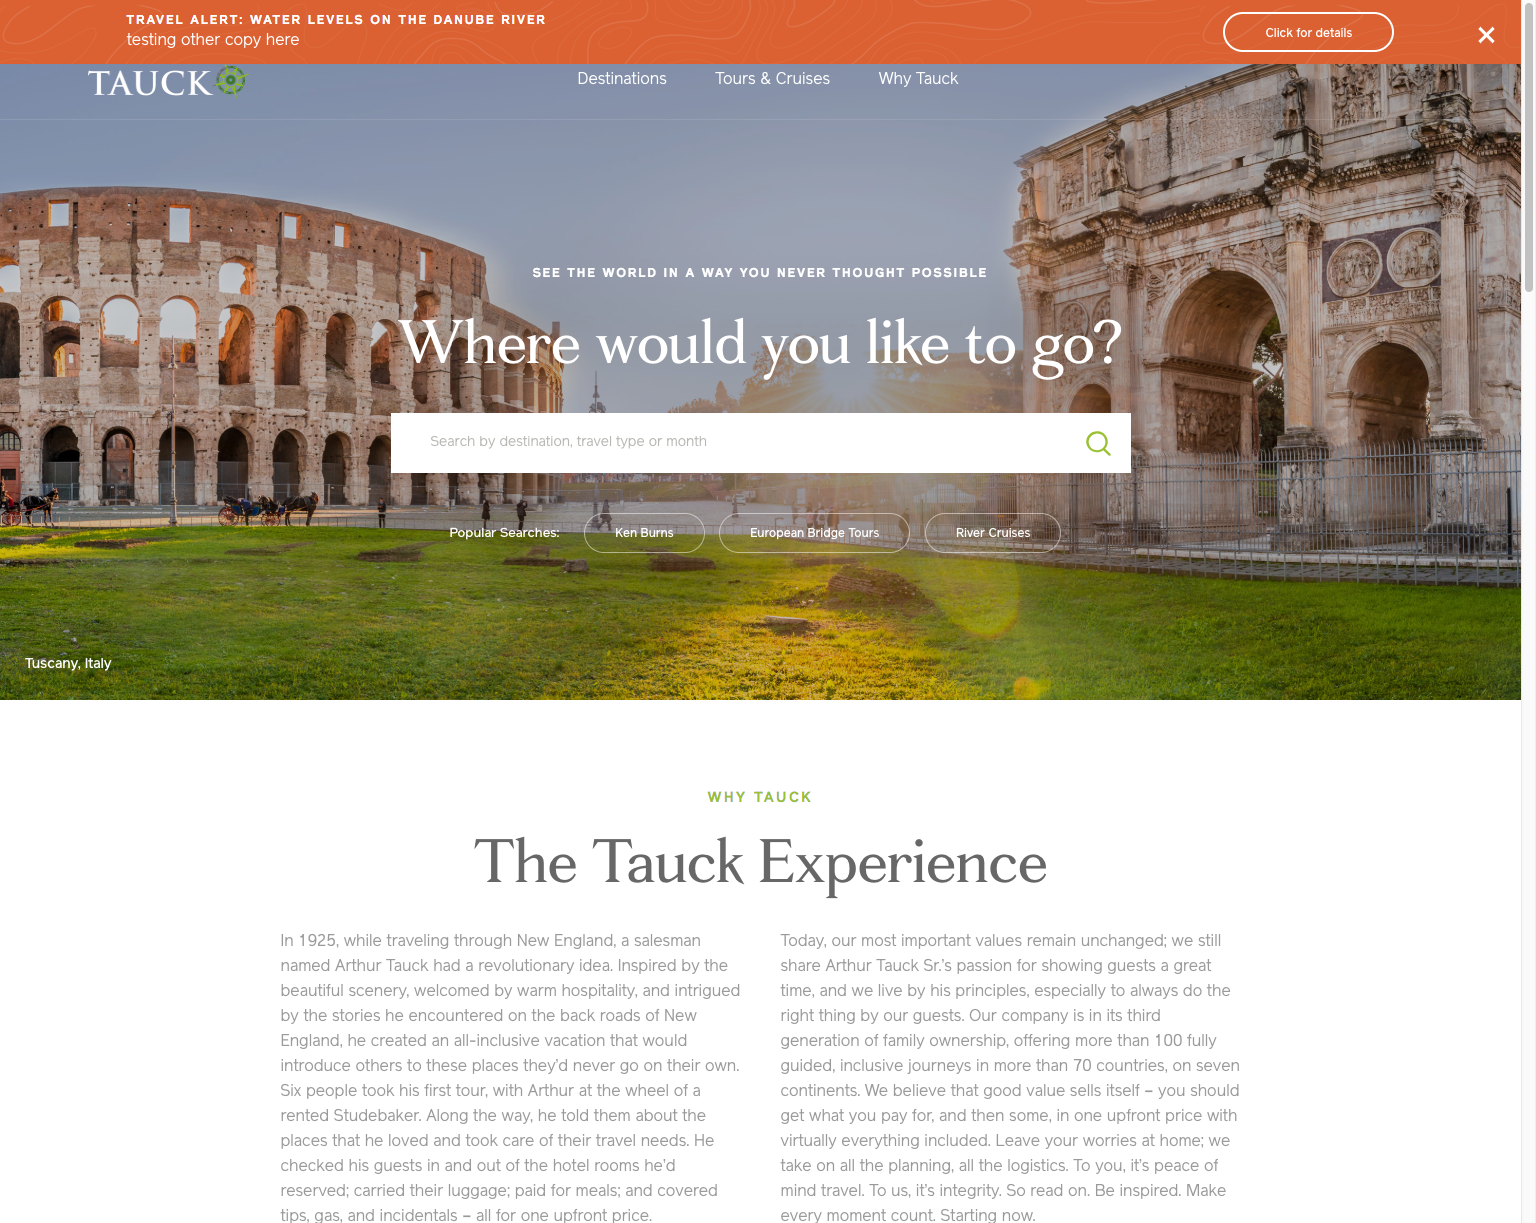 TRAVEL ALERT: WATER LEVELS ON THE DANUBE RIVER
testing other copy here
Click for details
TAUCK
Destinations
Tours & Cruises
Why Tauck
SEE THE WORLD IN A WAY YOU NEVER THOUGHT POSSIBLE
Where would you like to go?
Search by destination, travel type or month
Popular Searches:
Ken Burns
European Bridge Tours
River Cruises
Tuscany, Italy
WHY TAUCK
The Tauck Experience
In 1925, while traveling through New England, a salesman
named Arthur Tauck had a revolutionary idea. Inspired by the
beautiful scenery, welcomed by warm hospitality, and intrigued
by the stories he encountered on the back roads of New
England, he created an all-inclusive vacation that would
introduce others to these places they'd never go on their own.
Six people took his first tour, with Arthur at the wheel of a
rented Studebaker. Along the way, he told them about the
places that he loved and took care of their travel needs. He
checked his guests in and out of the hotel rooms he'd
reserved; carried their luggage; paid for meals; and covered
tips, gas, and incidentals – all for one upfront price.
Today, our most important values remain unchanged; we still
share Arthur Tauck Sr.'s passion for showing guests a great
time, and we live by his principles, especially to always do the
right thing by our guests. Our company is in its third
generation of family ownership, offering more than 100 fully
guided, inclusive journeys in more than 70 countries, on seven
continents. We believe that good value sells itself – you should
get what you pay for, and then some, in one upfront price with
virtually everything included. Leave your worries at home; we
take on all the planning, all the logistics. To you, it's peace of
mind travel. To us, it's integrity. So read on. Be inspired. Make
every moment count. Starting now.